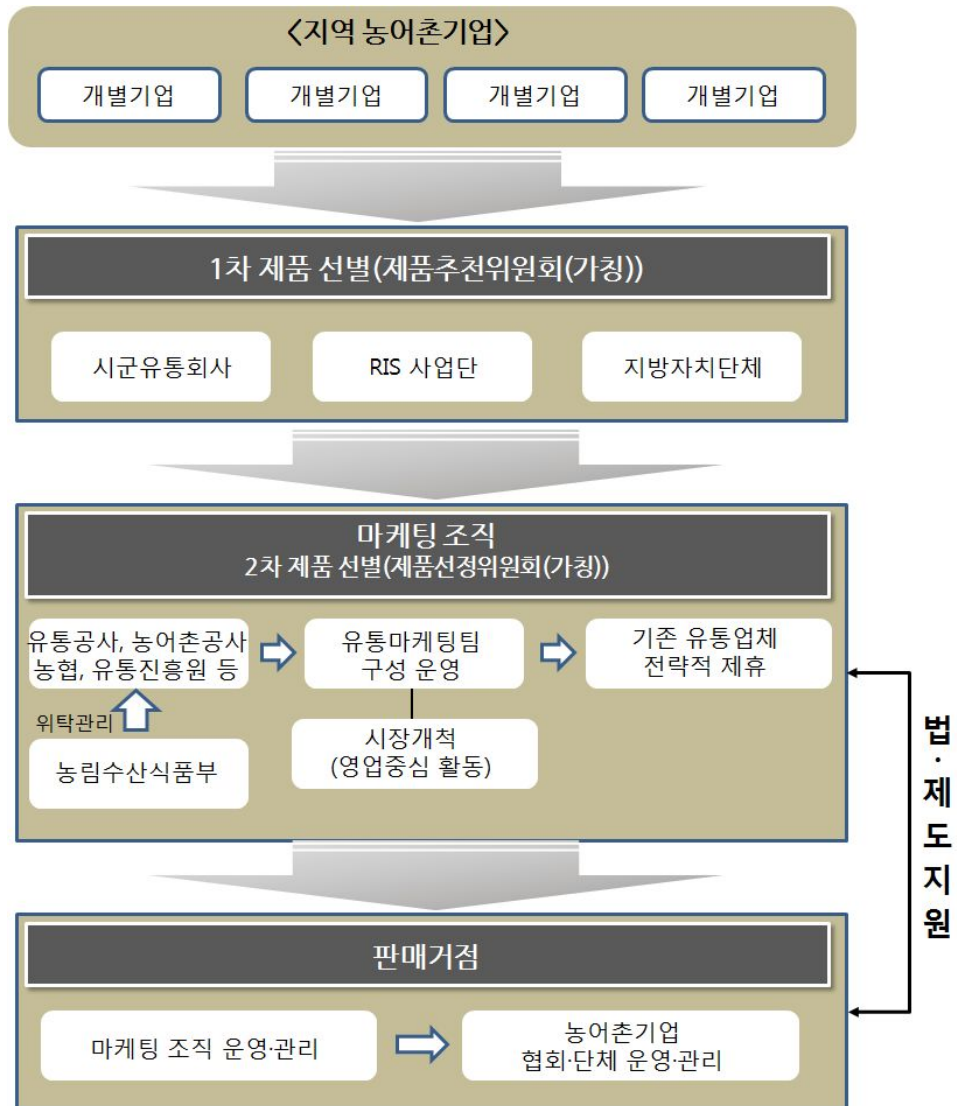 <지역 농어촌기업>
개별기업
개별기업
개별기업
개별기업
1차 제품 선별(제품추천위원회(가칭))
시군유통회사
RIS 사업단
지방자치단체
마케팅 조직
2차 제품 선별(제품선정위원회(가칭))
유통공사, 농어촌공사
농협, 유통진흥원 등
유통마케팅팀
구성 운영
기존 유통업체
전략적 제휴
위탁관리
농림수산식품부
시장개척
(영업중심 활동)
법·제도지원
판매거점
마케팅 조직 운영·관리
농어촌기업
협회·단체 운영·관리